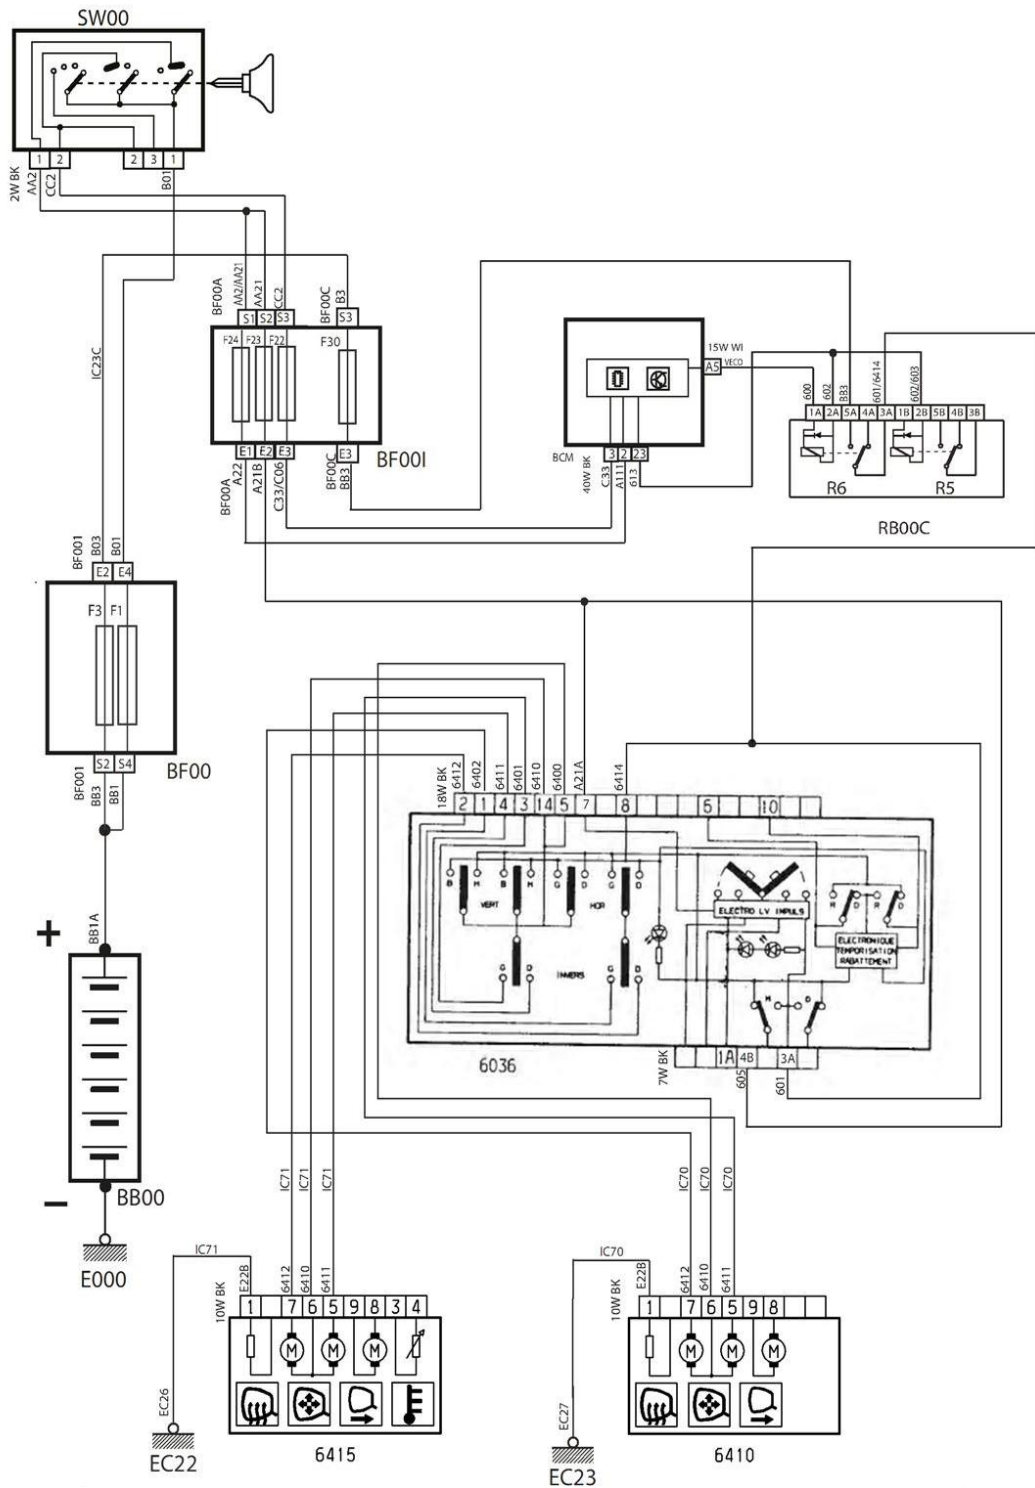 SW00
1 2 2 3 1
2W BK
AA2
CC2
B01
BF00A
AA2/AA21
AA21
CC2
BF00C
B3
S1 S2 S3 S3
F24 F23 F22 F30
E1 E2 E3 E3
BF00I
BF00A
A22
A21B
C33/C06
BF00C
BB3
IC23C
15W WI
A5 VECO
BCM
3 2 23
40W BK
C33
A111
613
600
602
BB3
601/6414
602/603
1A 2A 5A 4A 3A 1B 2B 5B 4B 3B
R6 R5
RB00C
BF001
B03
B01
E2 E4
F3 F1
S2 S4
BF00
BF001
BB3
BB1
BB1A
+
−
BB00
E000
18W BK
6412
6402
6411
6401
6410
6400
A21A
6414
2 1 4 3 14 5 7 8 6 10
B H B H G D G D
VERT HOR
ELECTRO LV IMPULS
R D R D
ELECTRONIQUE
TEMPORISATION
RABATTEMENT
G D INVERS G D
H D
6036
7W BK
1A 4B 3A
605
601
IC71
IC71
IC71
IC70
IC70
IC70
IC71
10W BK
E22B
6412
6410
6411
1 7 6 5 9 8 3 4
M M M
EC26
EC22
6415
IC70
10W BK
E22B
6412
6410
6411
1 7 6 5 9 8
M M M
EC27
EC23
6410